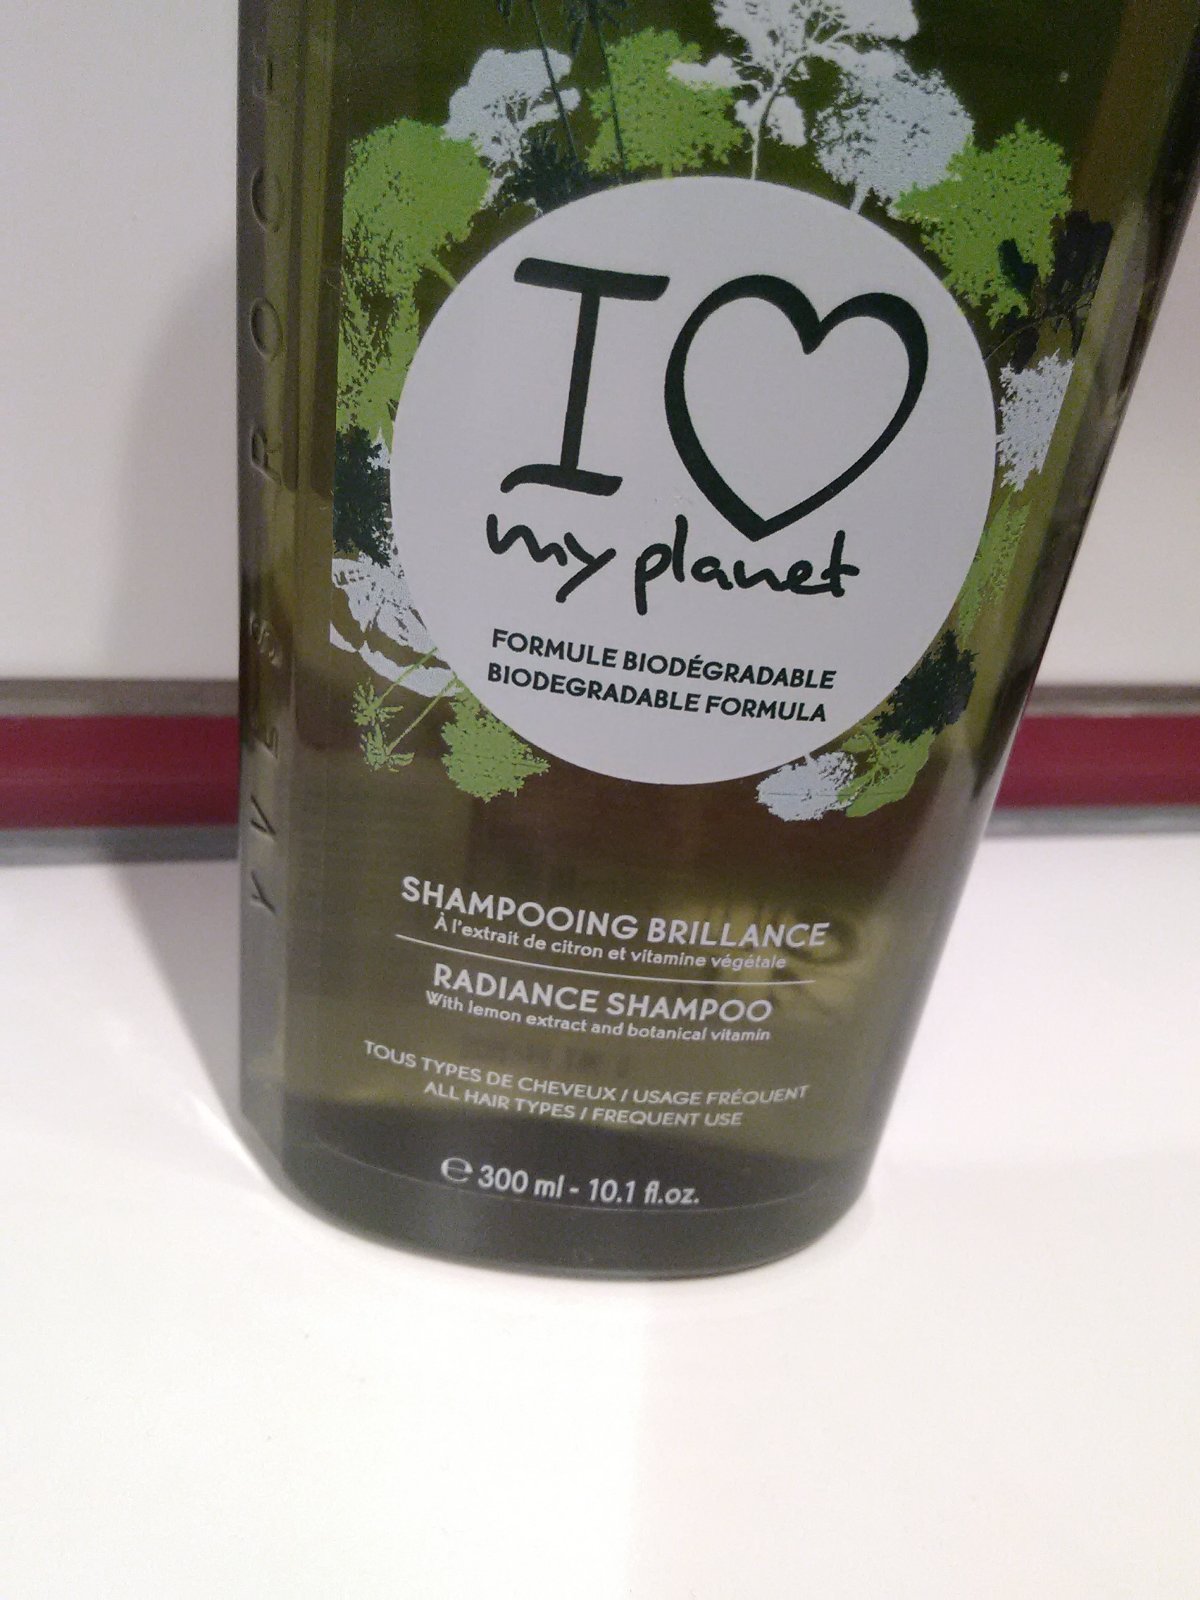 I ♥
my planet
FORMULE BIODÉGRADABLE
BIODEGRADABLE FORMULA
SHAMPOOING BRILLANCE
À l'extrait de citron et vitamine végétale
RADIANCE SHAMPOO
With lemon extract and botanical vitamin
TOUS TYPES DE CHEVEUX / USAGE FRÉQUENT
ALL HAIR TYPES / FREQUENT USE
℮ 300 ml - 10.1 fl.oz.
YVES ROCH